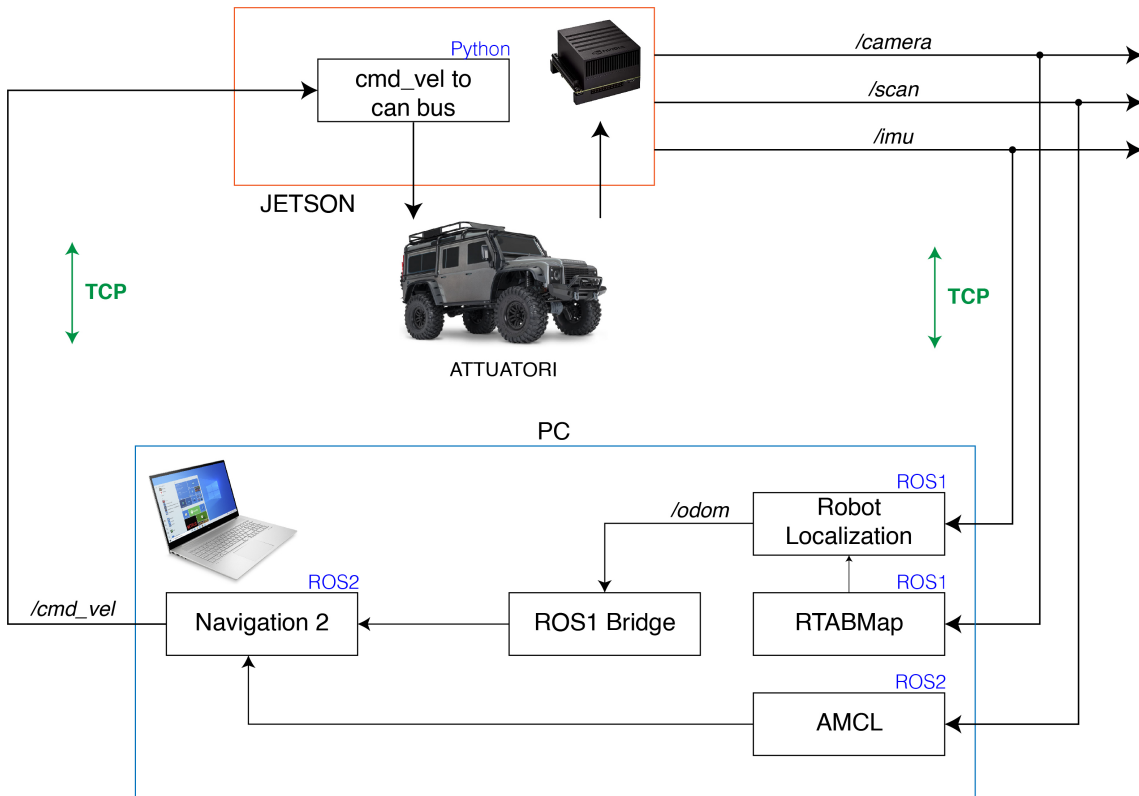 Python
cmd_vel to
can bus
/camera
/scan
/imu
JETSON
TCP
TCP
ATTUATORI
PC
ROS1
Robot
Localization
/odom
ROS2
ROS1
/cmd_vel
Navigation 2
ROS1 Bridge
RTABMap
ROS2
AMCL